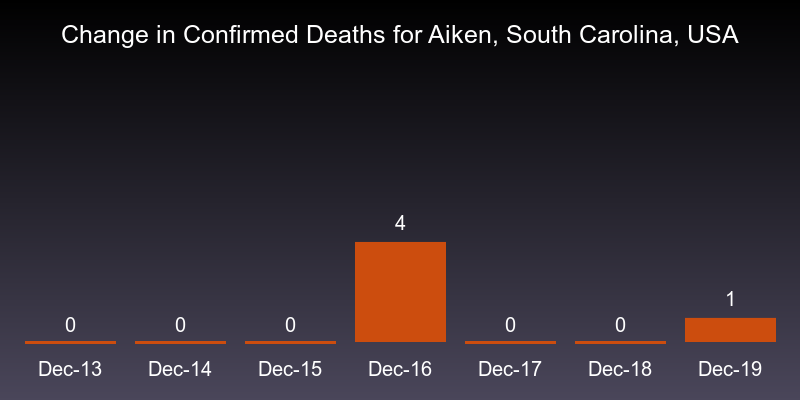 Change in Confirmed Deaths for Aiken, South Carolina, USA
4
1
0 0 0 0 0
Dec-13 Dec-14 Dec-15 Dec-16 Dec-17 Dec-18 Dec-19